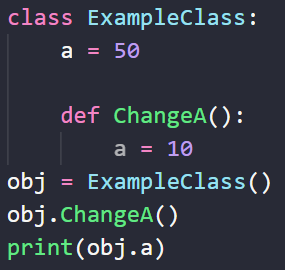 class ExampleClass:
    a = 50

    def ChangeA():
        a = 10
obj = ExampleClass()
obj.ChangeA()
print(obj.a)